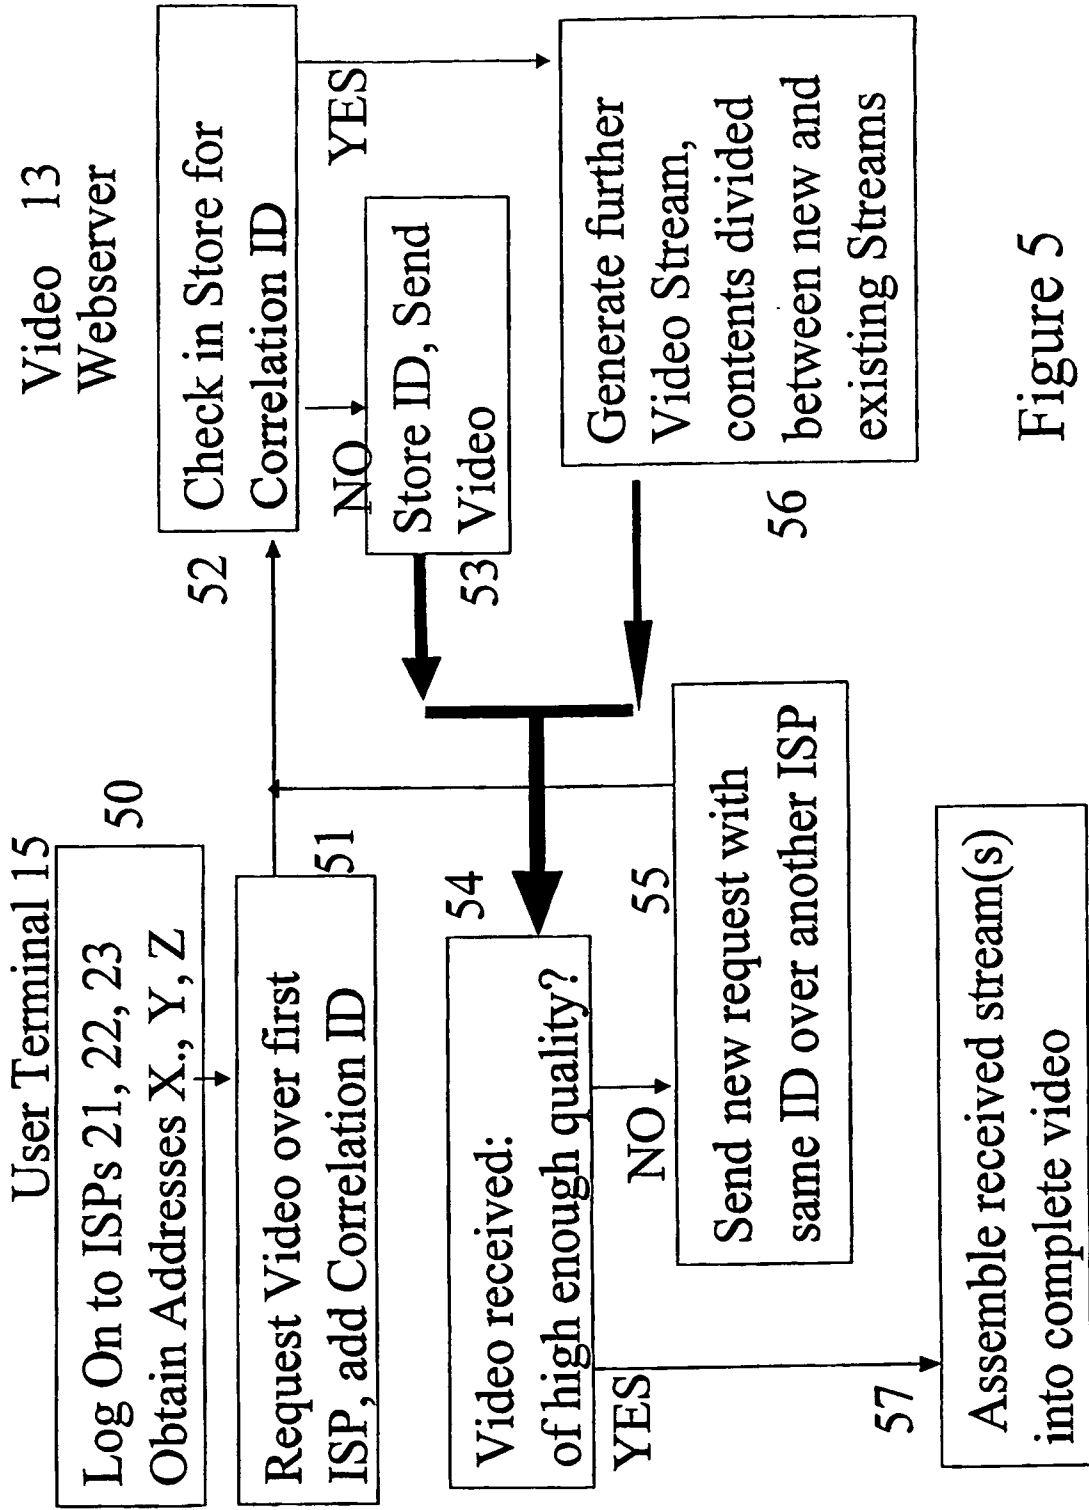 User Terminal 15
Log On to ISPs 21, 22, 23
Obtain Addresses X., Y, Z
50
Request Video over first
ISP, add Correlation ID
51
Video 13
Webserver
52
Check in Store for
Correlation ID
NO
YES
Store ID, Send
Video
53
Generate further
Video Stream,
contents divided
between new and
existing Streams
56
54
Video received:
of high enough quality?
NO
YES
55
Send new request with
same ID over another ISP
57
Assemble received stream(s)
into complete video
Figure 5